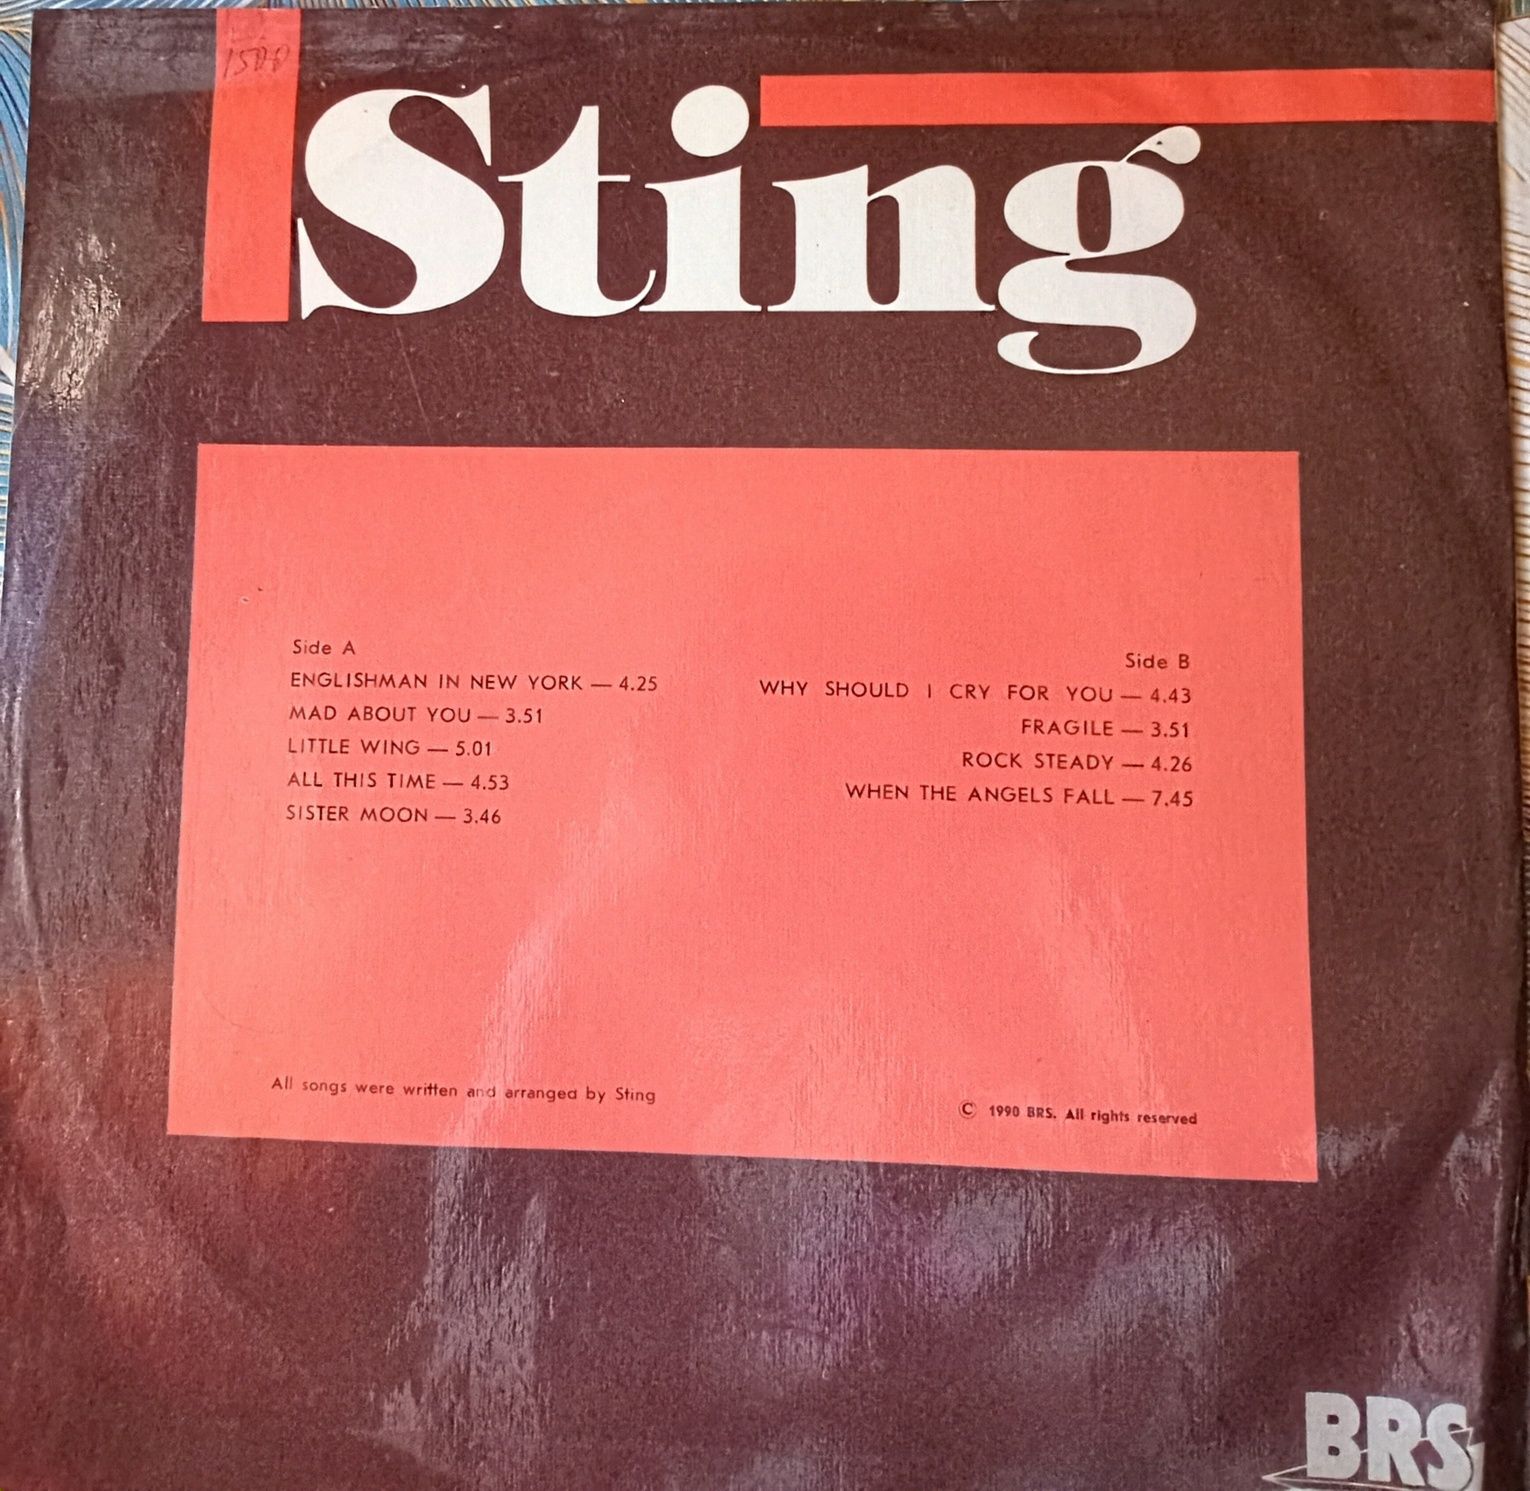 1500
Sting
Side A
ENGLISHMAN IN NEW YORK — 4.25
MAD ABOUT YOU — 3.51
LITTLE WING — 5.01
ALL THIS TIME — 4.53
SISTER MOON — 3.46
Side B
WHY SHOULD I CRY FOR YOU — 4.43
FRAGILE — 3.51
ROCK STEADY — 4.26
WHEN THE ANGELS FALL — 7.45
All songs were written and arranged by Sting
© 1990 BRS. All rights reserved
BRS